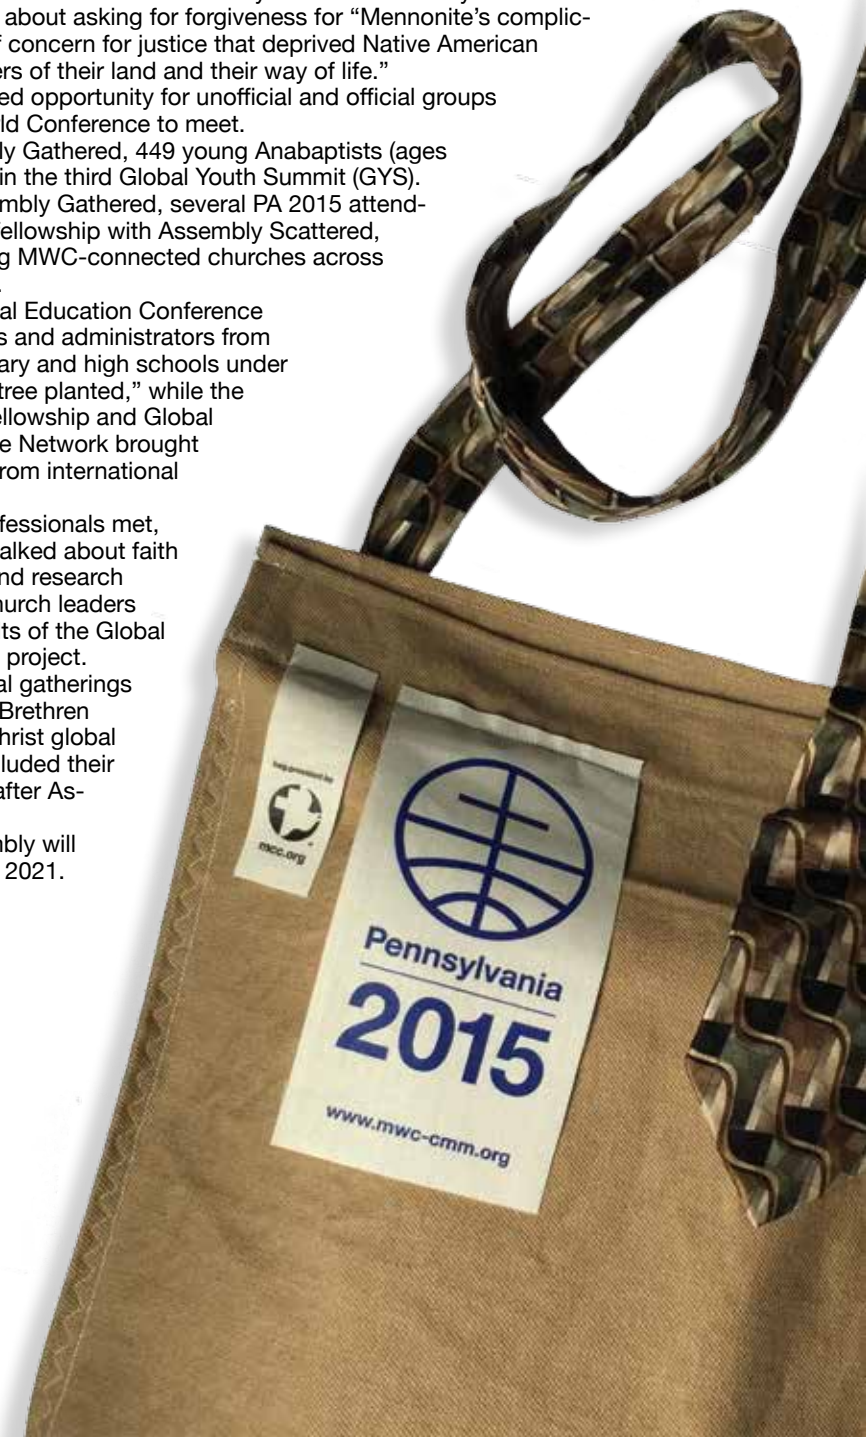 about asking for forgiveness for “Mennonite’s complic-
f concern for justice that deprived Native American
ers of their land and their way of life.”
ed opportunity for unofficial and official groups
ld Conference to meet.
ly Gathered, 449 young Anabaptists (ages
in the third Global Youth Summit (GYS).
mbly Gathered, several PA 2015 attend-
ellowship with Assembly Scattered,
g MWC-connected churches across
al Education Conference
s and administrators from
ary and high schools under
tree planted,” while the
ellowship and Global
e Network brought
rom international
fessionals met,
alked about faith
nd research
hurch leaders
ts of the Global
project.
al gatherings
Brethren
hrist global
luded their
after As-
mbly will
2021.
bag provided by
mcc.org
Pennsylvania
2015
www.mwc-cmm.org